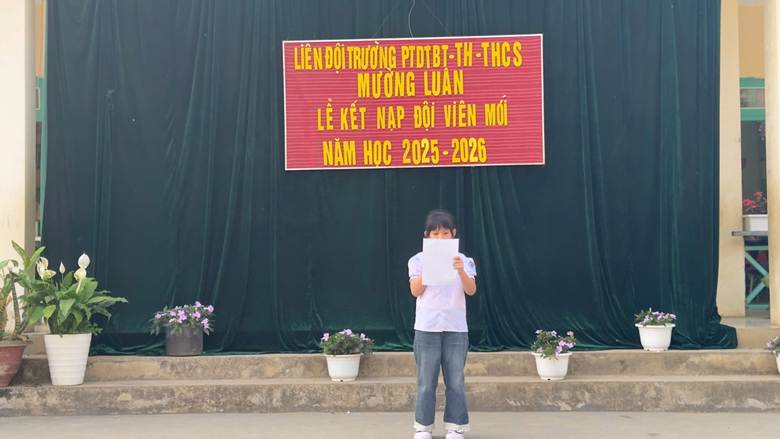 LIÊN ĐỘI TRƯỜNG PTDTBT-TH-THCS
MƯỜNG LUÂN
LỄ KẾT NẠP ĐỘI VIÊN MỚI
NĂM HỌC 2025-2026